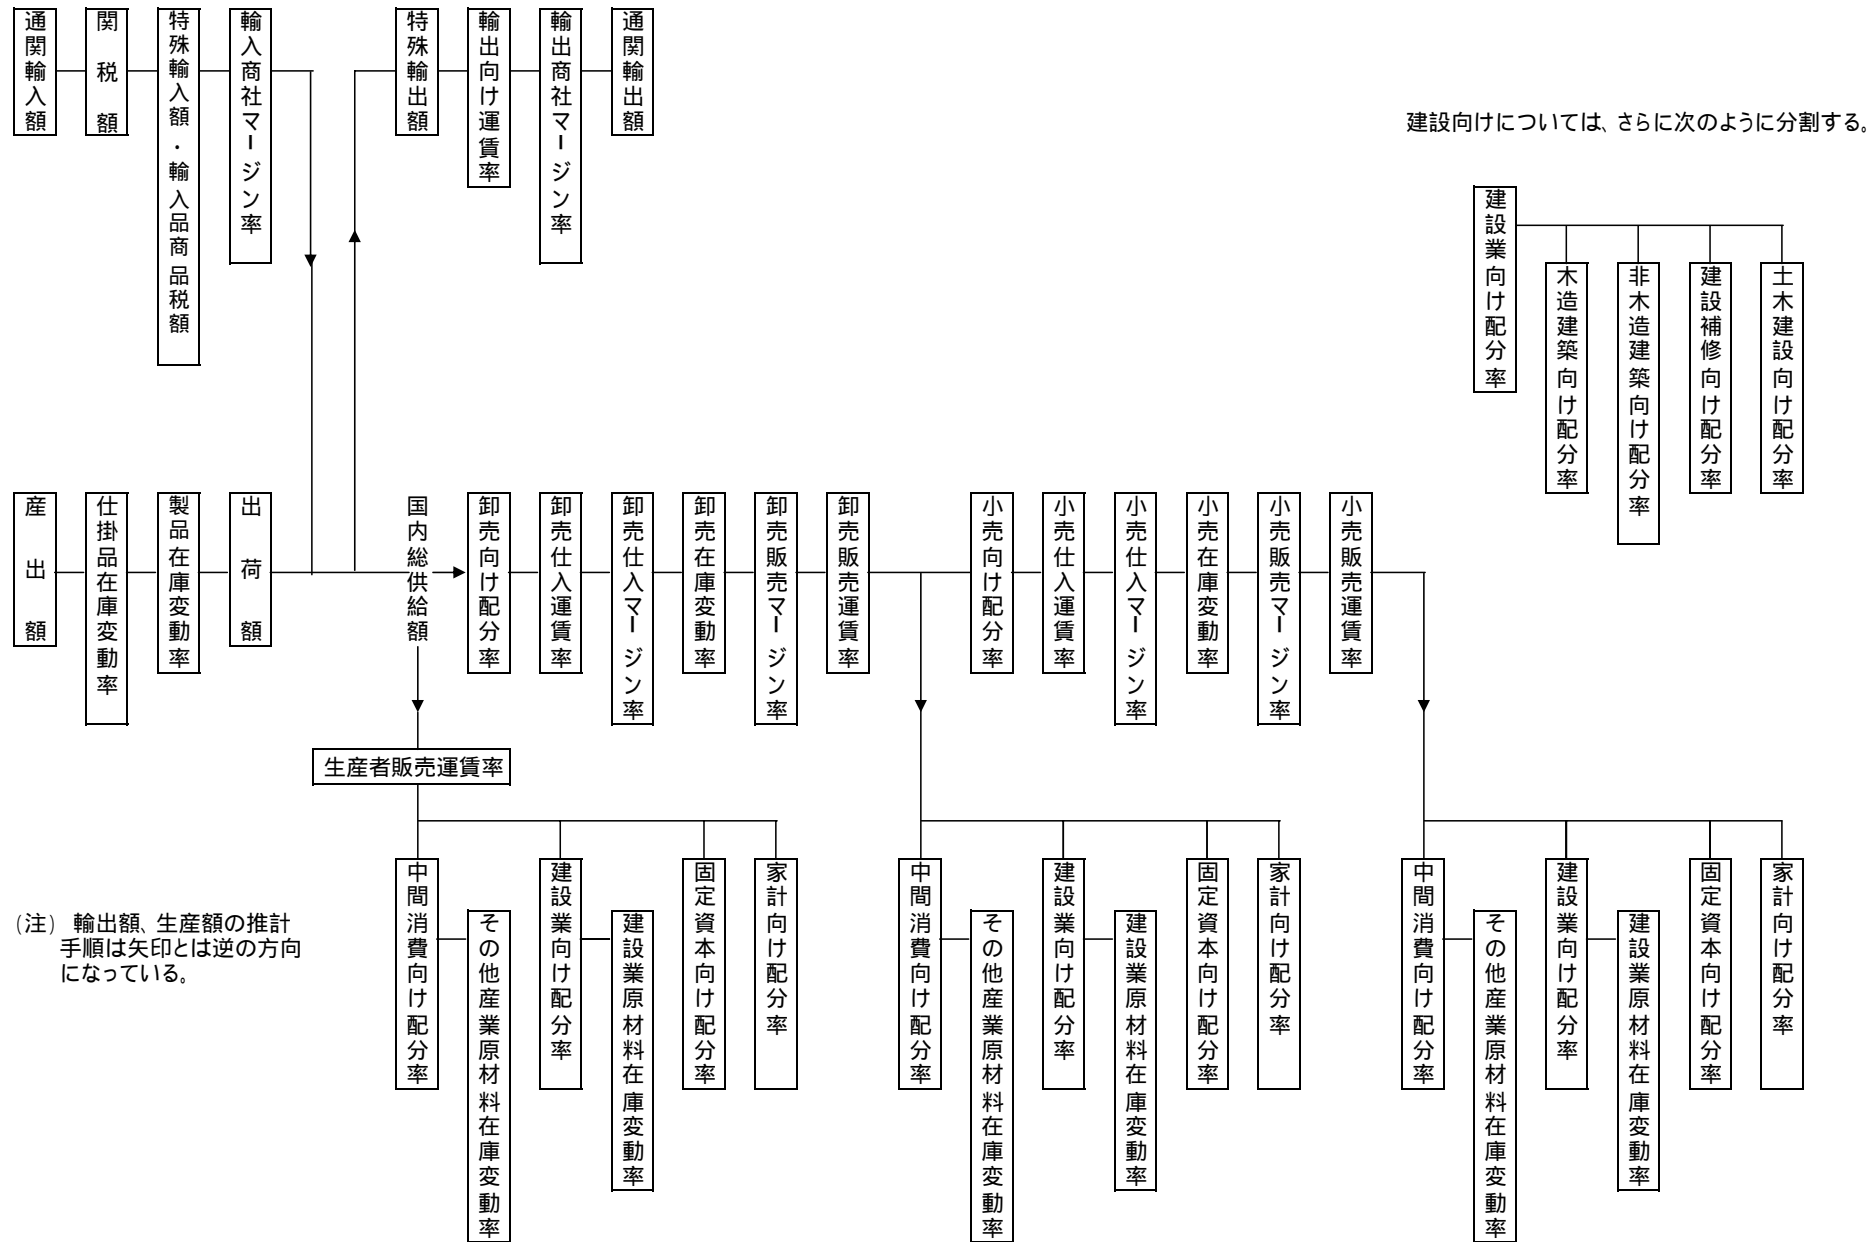 通関輸入額
関税額
特殊輸入額・輸入品商品税額
輸入商社マージン率
特殊輸出額
輸出向け運賃率
輸出商社マージン率
通関輸出額
建設向けについては、さらに次のように分割する。
建設業向け配分率
木造建築向け配分率
非木造建築向け配分率
建設補修向け配分率
土木建設向け配分率
産出額
仕掛品在庫変動率
製品在庫変動率
出荷額
国内総供給額
卸売向け配分率
卸売仕入運賃率
卸売仕入マージン率
卸売在庫変動率
卸売販売マージン率
卸売販売運賃率
小売向け配分率
小売仕入運賃率
小売仕入マージン率
小売在庫変動率
小売販売マージン率
小売販売運賃率
生産者販売運賃率
中間消費向け配分率
その他産業原材料在庫変動率
建設業向け配分率
建設業原材料在庫変動率
固定資本向け配分率
家計向け配分率
中間消費向け配分率
その他産業原材料在庫変動率
建設業向け配分率
建設業原材料在庫変動率
固定資本向け配分率
家計向け配分率
中間消費向け配分率
その他産業原材料在庫変動率
建設業向け配分率
建設業原材料在庫変動率
固定資本向け配分率
家計向け配分率
(注) 輸出額、生産額の推計
手順は矢印とは逆の方向
になっている。